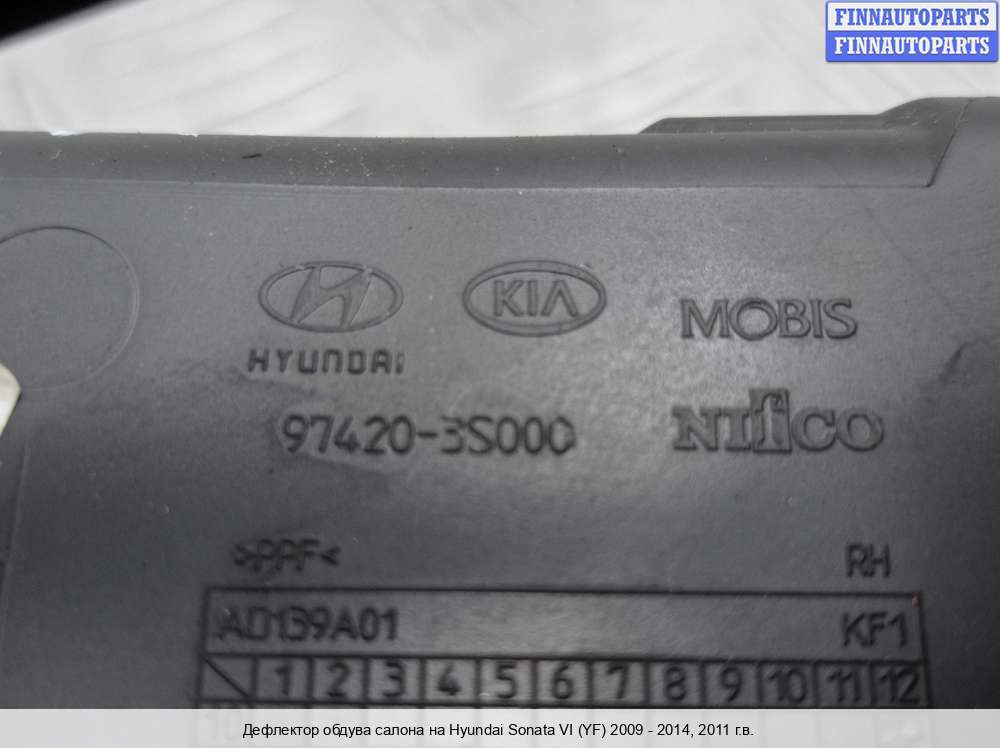 FINNAUTOPARTS
FINNAUTOPARTS
HYUNDAI
KIA
MOBIS
97420-3S000
NIfCO
>PPF<
RH
AD139A01
KF1
1 2 3 4 5 6 7 8 9 10 11 12
10
Дефлектор обдува салона на Hyundai Sonata VI (YF) 2009 - 2014, 2011 г.в.